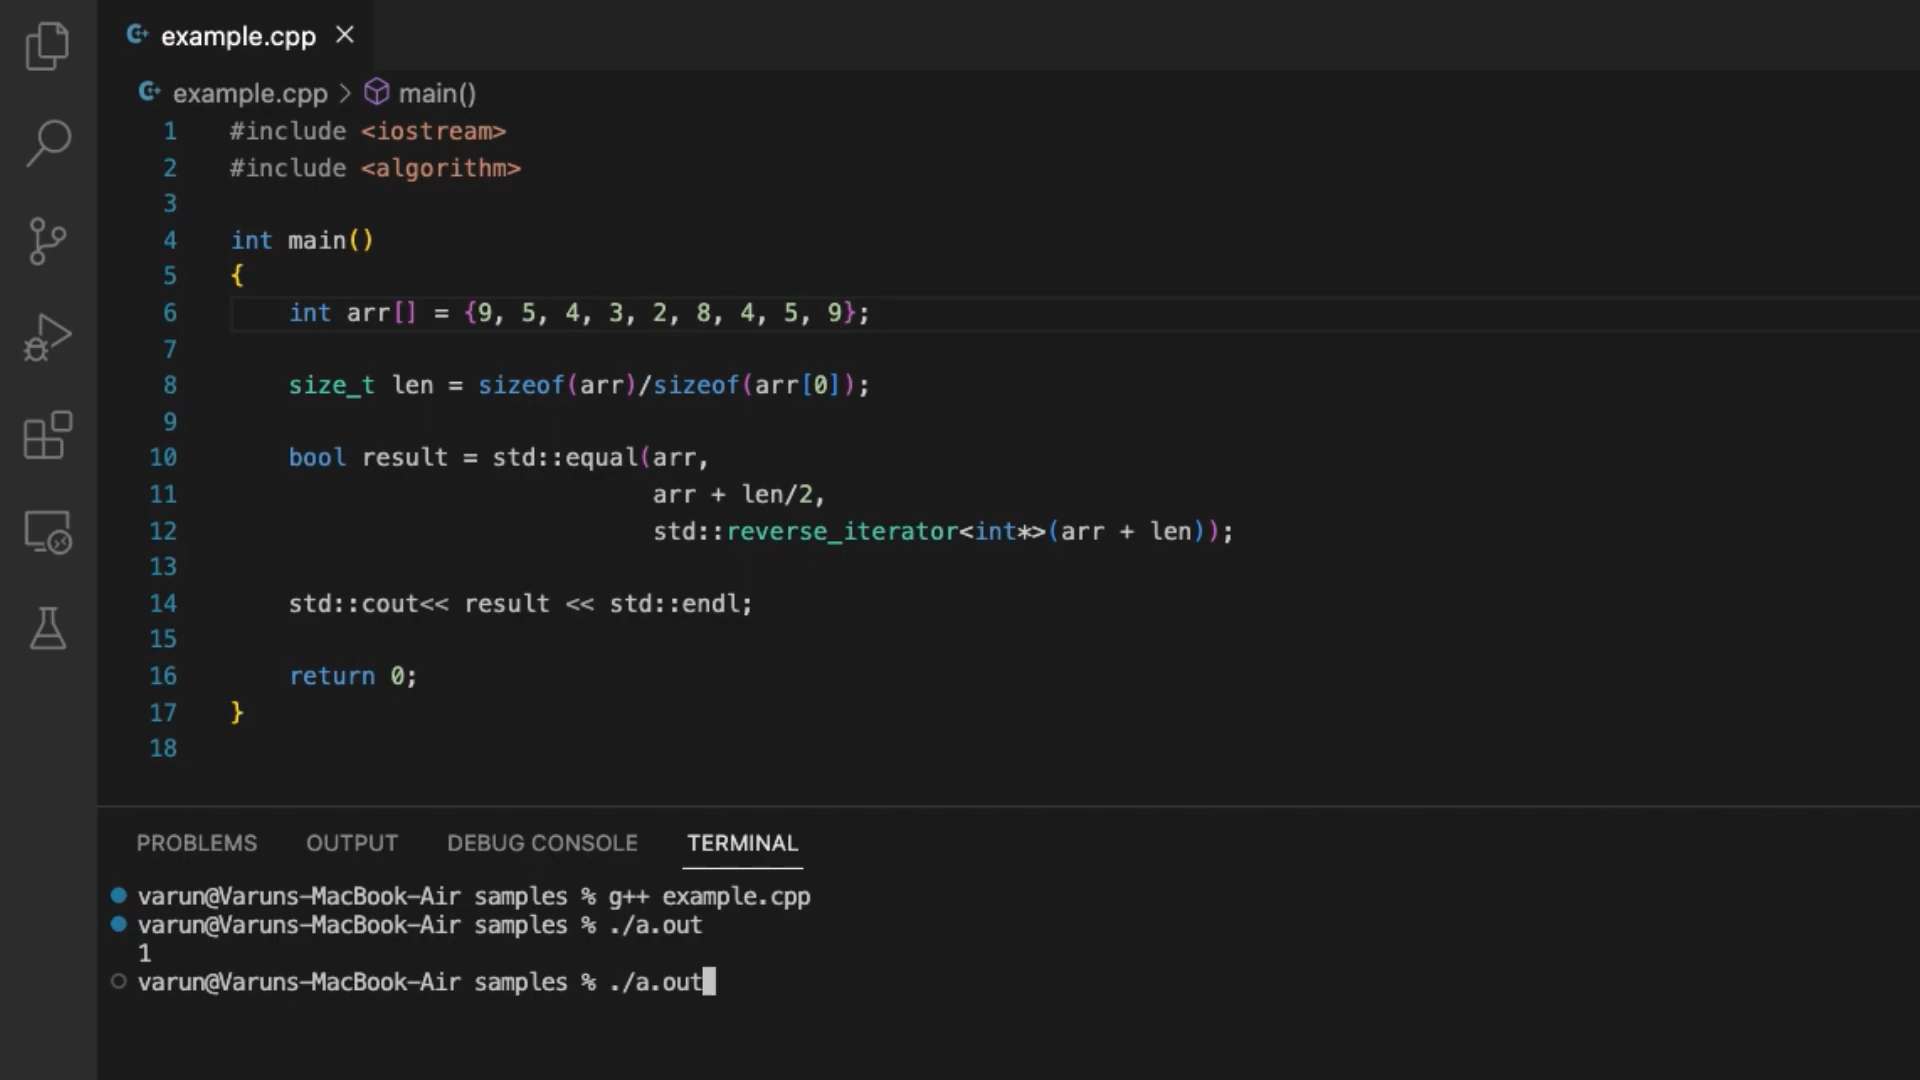 example.cpp
example.cpp > main()
1 #include <iostream>
2 #include <algorithm>
3
4 int main()
5 {
6     int arr[] = {9, 5, 4, 3, 2, 8, 4, 5, 9};
7
8     size_t len = sizeof(arr)/sizeof(arr[0]);
9
10     bool result = std::equal(arr,
11                              arr + len/2,
12                              std::reverse_iterator<int*>(arr + len));
13
14     std::cout<< result << std::endl;
15
16     return 0;
17 }
18
PROBLEMS OUTPUT DEBUG CONSOLE TERMINAL
varun@Varuns-MacBook-Air samples % g++ example.cpp
varun@Varuns-MacBook-Air samples % ./a.out
1
varun@Varuns-MacBook-Air samples % ./a.out